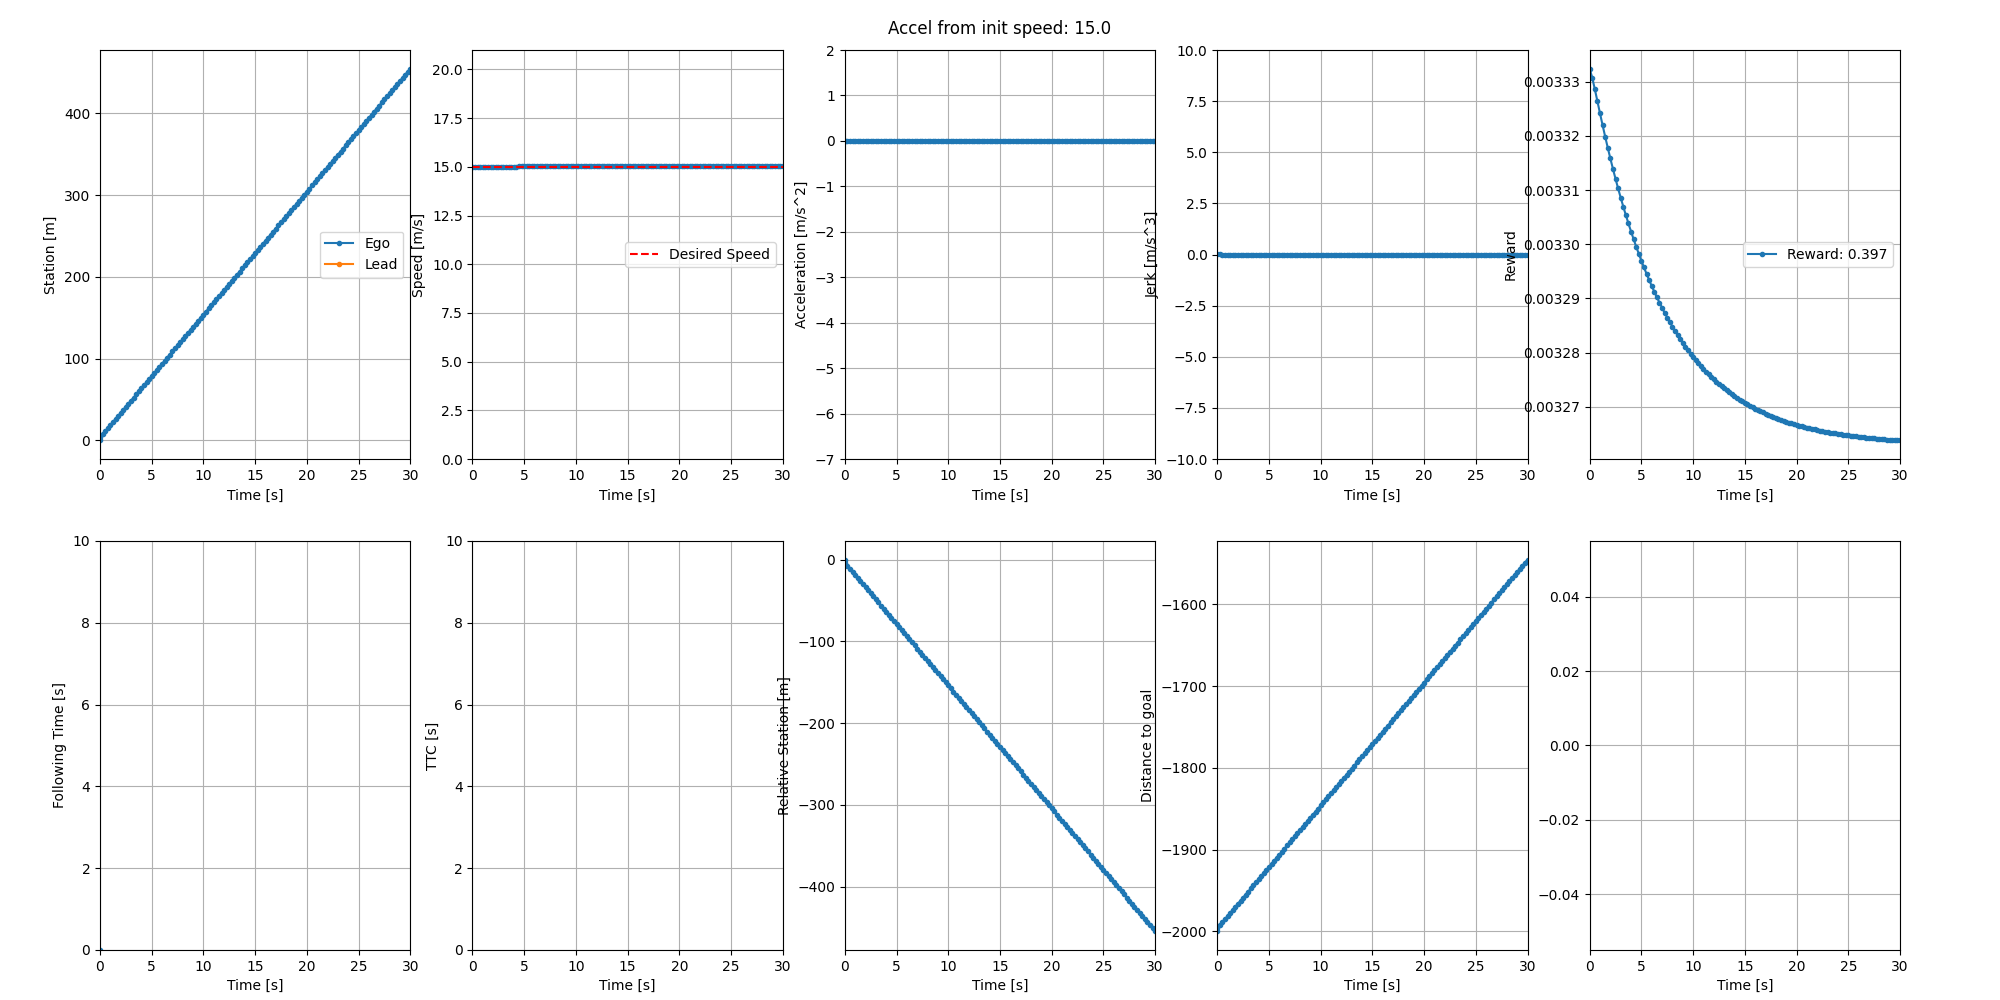 Accel from init speed: 15.0
Station [m]
400
300
200
100
0
Ego
Lead
0 5 10 15 20 25 30
Time [s]
Speed [m/s]
20.0
17.5
15.0
12.5
10.0
7.5
5.0
2.5
0.0
Desired Speed
0 5 10 15 20 25 30
Time [s]
Acceleration [m/s^2]
2
1
0
−1
−2
−3
−4
−5
−6
−7
0 5 10 15 20 25 30
Time [s]
Jerk [m/s^3]
10.0
7.5
5.0
2.5
0.0
−2.5
−5.0
−7.5
−10.0
0 5 10 15 20 25 30
Time [s]
Reward
0.00333
0.00332
0.00331
0.00330
0.00329
0.00328
0.00327
Reward: 0.397
0 5 10 15 20 25 30
Time [s]
Following Time [s]
10
8
6
4
2
0
0 5 10 15 20 25 30
Time [s]
TTC [s]
10
8
6
4
2
0
0 5 10 15 20 25 30
Time [s]
Relative Station [m]
0
−100
−200
−300
−400
0 5 10 15 20 25 30
Time [s]
Distance to goal
−1600
−1700
−1800
−1900
−2000
0 5 10 15 20 25 30
Time [s]
0.04
0.02
0.00
−0.02
−0.04
0 5 10 15 20 25 30
Time [s]